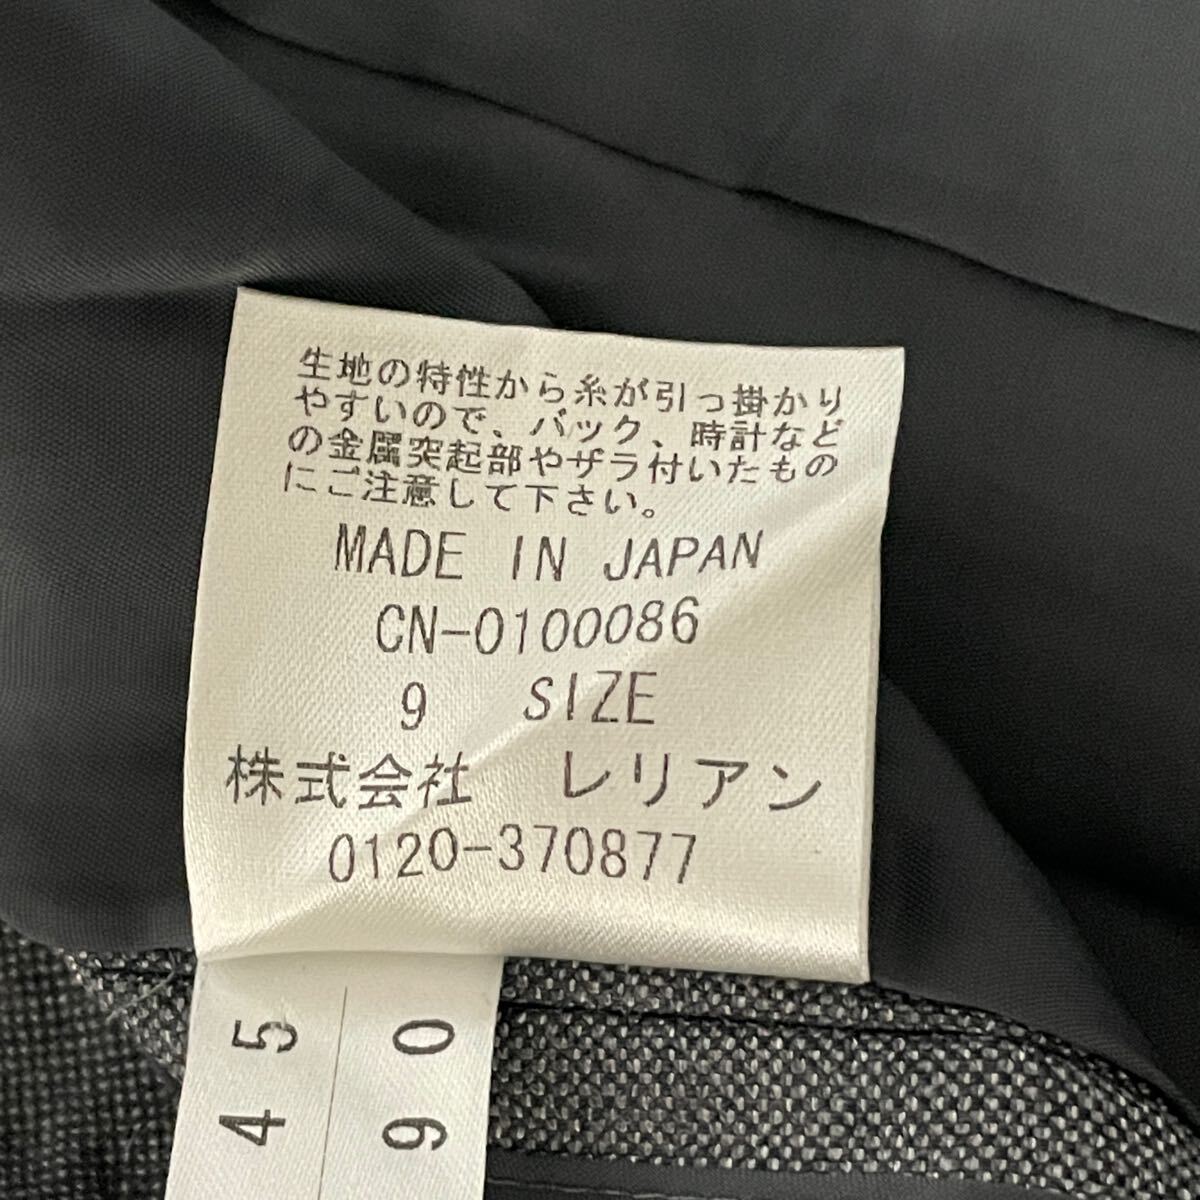 生地の特性から糸が引っ掛かり
やすいので、バック、時計など
の金属突起部やザラ付いたもの
にご注意して下さい。
MADE IN JAPAN
CN-0100086
9 SIZE
株式会社 レリアン
0120-370877
45
90